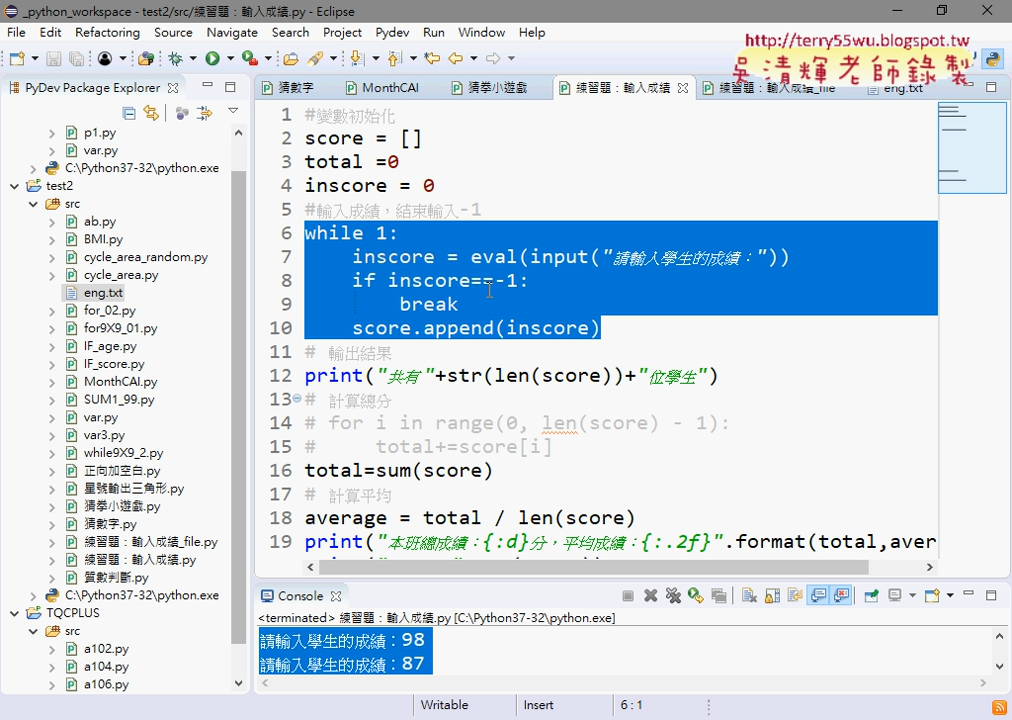 _python_workspace - test2/src/練習題：輸入成績.py - Eclipse
File Edit Refactoring Source Navigate Search Project Pydev Run Window Help
http://terry55wu.blogspot.tw
吳清輝老師錄製
PyDev Package Explorer
猜數字 MonthCAI 猜拳小遊戲 練習題：輸入成績 練習題：輸入成績_file eng.txt
p1.py
var.py
C:\Python37-32\python.exe
test2
src
ab.py
BMI.py
cycle_area_random.py
cycle_area.py
eng.txt
for_02.py
for9X9_01.py
IF_age.py
IF_score.py
MonthCAI.py
SUM1_99.py
var.py
var3.py
while9X9_2.py
正向加空白.py
星號輸出三角形.py
猜拳小遊戲.py
猜數字.py
練習題：輸入成績_file.py
練習題：輸入成績.py
質數判斷.py
C:\Python37-32\python.exe
TQCPLUS
src
a102.py
a104.py
a106.py
1 #變數初始化
2 score = []
3 total =0
4 inscore = 0
5 #輸入成績，結束輸入-1
6 while 1:
7 inscore = eval(input("請輸入學生的成績："))
8 if inscore==-1:
9 break
10 score.append(inscore)
11 # 輸出結果
12 print("共有"+str(len(score))+"位學生")
13 # 計算總分
14 # for i in range(0, len(score) - 1):
15 # total+=score[i]
16 total=sum(score)
17 # 計算平均
18 average = total / len(score)
19 print("本班總成績：{:d}分，平均成績：{:.2f}".format(total,aver
Console
<terminated> 練習題：輸入成績.py [C:\Python37-32\python.exe]
請輸入學生的成績：98
請輸入學生的成績：87
Writable Insert 6 : 1